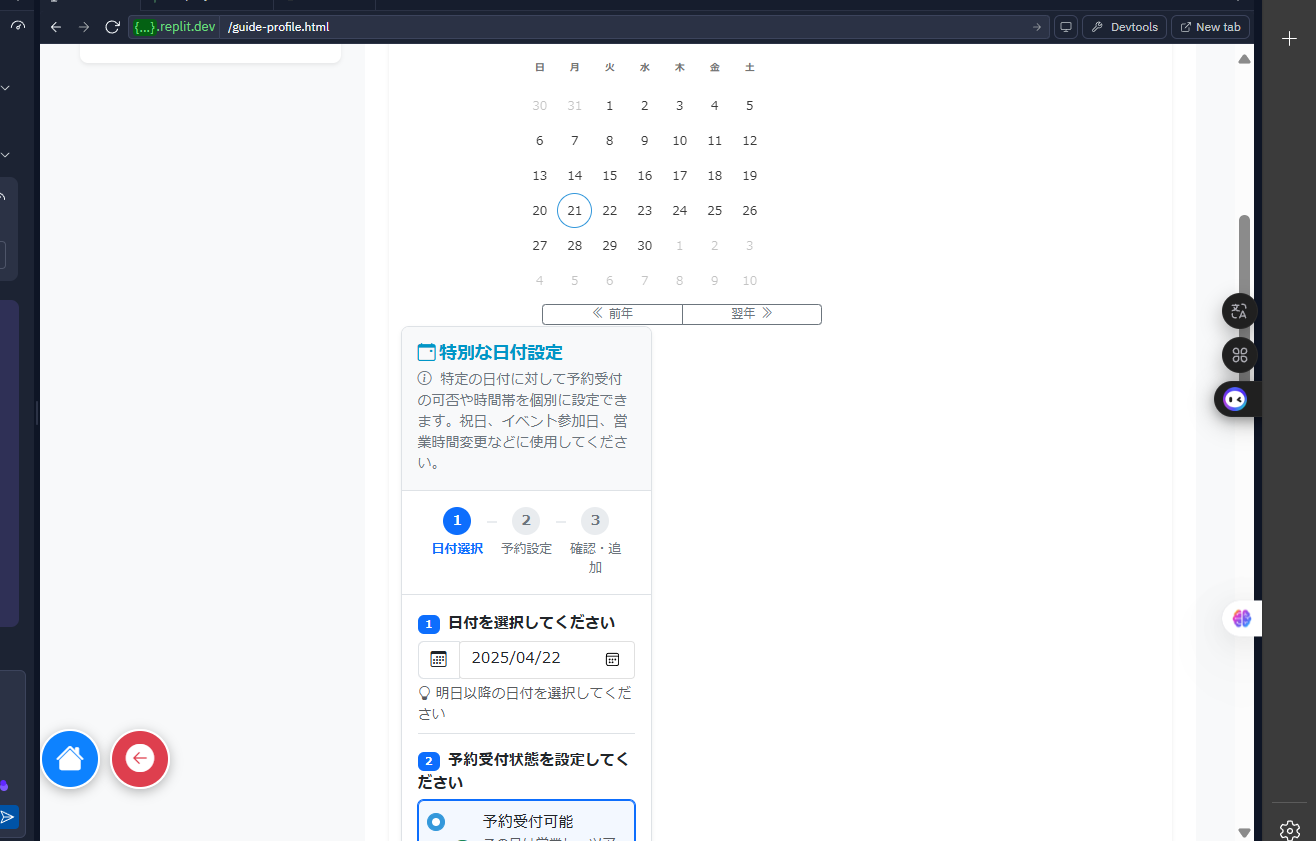 {...}.replit.dev /guide-profile.html Devtools New tab
日 月 火 水 木 金 土
30 31 1 2 3 4 5
6 7 8 9 10 11 12
13 14 15 16 17 18 19
20 21 22 23 24 25 26
27 28 29 30 1 2 3
4 5 6 7 8 9 10
前年 翌年
特別な日付設定
特定の日付に対して予約受付
の可否や時間帯を個別に設定でき
ます。祝日、イベント参加日、営
業時間変更などに使用してくださ
い。
1 2 3
日付選択 予約設定 確認・追
加
1 日付を選択してください
2025/04/22
明日以降の日付を選択してくだ
さい
2 予約受付状態を設定してく
ださい
予約受付可能